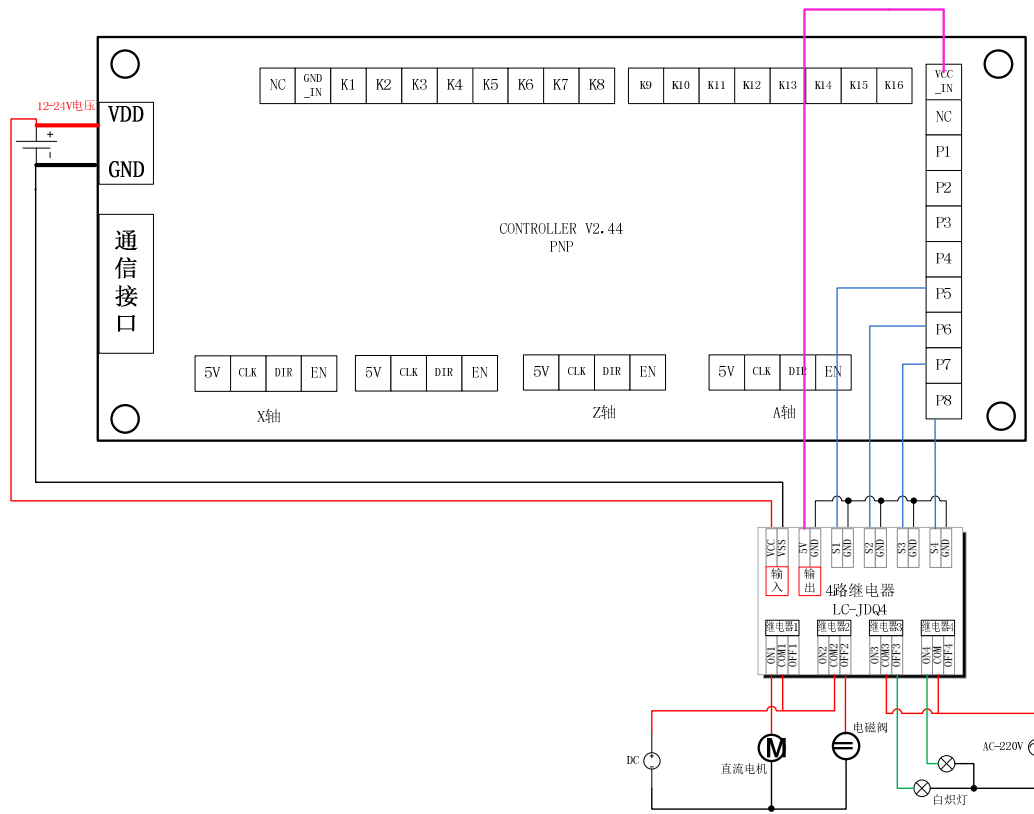 NC GND_IN K1 K2 K3 K4 K5 K6 K7 K8 K9 K10 K11 K12 K13 K14 K15 K16
VCC_IN
NC
P1
P2
P3
P4
P5
P6
P7
P8
12-24V电压
VDD
+
-
GND
通信接口
CONTROLLER V2.44
PNP
5V CLK DIR EN 5V CLK DIR EN 5V CLK DIR EN 5V CLK DIR EN
X轴 Z轴 A轴
VCC VSS 5V GND S1 GND S2 GND S3 GND S4 GND
输入 输出
4路继电器
LC-JDQ4
继电器1 继电器2 继电器3 继电器4
ON1 COM1 OFF1 ON2 COM2 OFF2 ON3 COM3 OFF3 ON4 COM OFF4
电磁阀
DC
M
直流电机
AC-220V
白炽灯